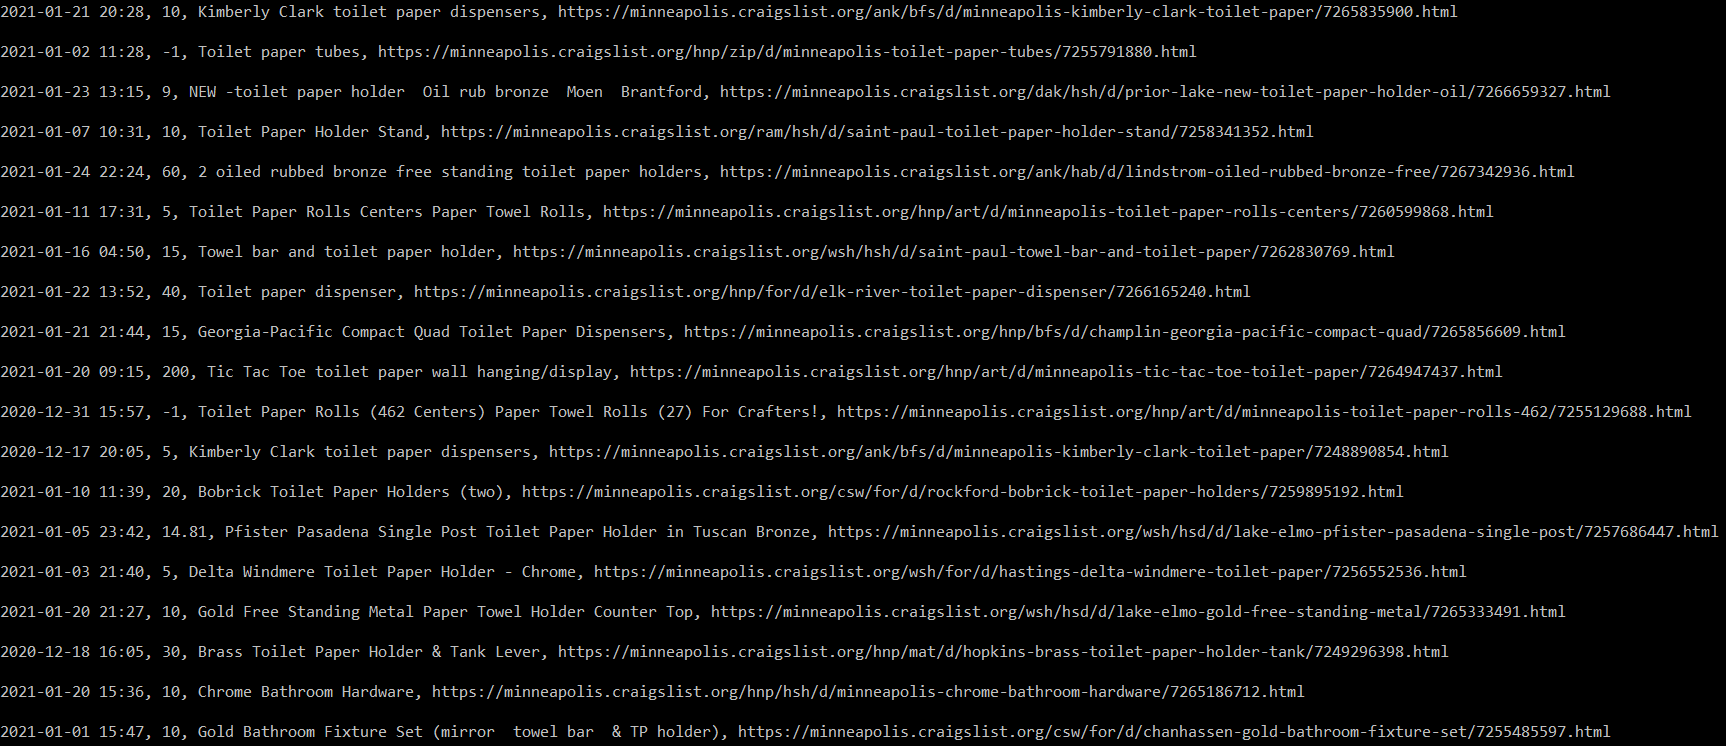 2021-01-21 20:28, 10, Kimberly Clark toilet paper dispensers, https://minneapolis.craigslist.org/ank/bfs/d/minneapolis-kimberly-clark-toilet-paper/7265835900.html
2021-01-02 11:28, -1, Toilet paper tubes, https://minneapolis.craigslist.org/hnp/zip/d/minneapolis-toilet-paper-tubes/7255791880.html
2021-01-23 13:15, 9, NEW -toilet paper holder  Oil rub bronze  Moen  Brantford, https://minneapolis.craigslist.org/dak/hsh/d/prior-lake-new-toilet-paper-holder-oil/7266659327.html
2021-01-07 10:31, 10, Toilet Paper Holder Stand, https://minneapolis.craigslist.org/ram/hsh/d/saint-paul-toilet-paper-holder-stand/7258341352.html
2021-01-24 22:24, 60, 2 oiled rubbed bronze free standing toilet paper holders, https://minneapolis.craigslist.org/ank/hab/d/lindstrom-oiled-rubbed-bronze-free/7267342936.html
2021-01-11 17:31, 5, Toilet Paper Rolls Centers Paper Towel Rolls, https://minneapolis.craigslist.org/hnp/art/d/minneapolis-toilet-paper-rolls-centers/7260599868.html
2021-01-16 04:50, 15, Towel bar and toilet paper holder, https://minneapolis.craigslist.org/wsh/hsh/d/saint-paul-towel-bar-and-toilet-paper/7262830769.html
2021-01-22 13:52, 40, Toilet paper dispenser, https://minneapolis.craigslist.org/hnp/for/d/elk-river-toilet-paper-dispenser/7266165240.html
2021-01-21 21:44, 15, Georgia-Pacific Compact Quad Toilet Paper Dispensers, https://minneapolis.craigslist.org/hnp/bfs/d/champlin-georgia-pacific-compact-quad/7265856609.html
2021-01-20 09:15, 200, Tic Tac Toe toilet paper wall hanging/display, https://minneapolis.craigslist.org/hnp/art/d/minneapolis-tic-tac-toe-toilet-paper/7264947437.html
2020-12-31 15:57, -1, Toilet Paper Rolls (462 Centers) Paper Towel Rolls (27) For Crafters!, https://minneapolis.craigslist.org/hnp/art/d/minneapolis-toilet-paper-rolls-462/7255129688.html
2020-12-17 20:05, 5, Kimberly Clark toilet paper dispensers, https://minneapolis.craigslist.org/ank/bfs/d/minneapolis-kimberly-clark-toilet-paper/7248890854.html
2021-01-10 11:39, 20, Bobrick Toilet Paper Holders (two), https://minneapolis.craigslist.org/csw/for/d/rockford-bobrick-toilet-paper-holders/7259895192.html
2021-01-05 23:42, 14.81, Pfister Pasadena Single Post Toilet Paper Holder in Tuscan Bronze, https://minneapolis.craigslist.org/wsh/hsd/d/lake-elmo-pfister-pasadena-single-post/7257686447.html
2021-01-03 21:40, 5, Delta Windmere Toilet Paper Holder - Chrome, https://minneapolis.craigslist.org/wsh/for/d/hastings-delta-windmere-toilet-paper/7256552536.html
2021-01-20 21:27, 10, Gold Free Standing Metal Paper Towel Holder Counter Top, https://minneapolis.craigslist.org/wsh/hsd/d/lake-elmo-gold-free-standing-metal/7265333491.html
2020-12-18 16:05, 30, Brass Toilet Paper Holder & Tank Lever, https://minneapolis.craigslist.org/hnp/mat/d/hopkins-brass-toilet-paper-holder-tank/7249296398.html
2021-01-20 15:36, 10, Chrome Bathroom Hardware, https://minneapolis.craigslist.org/hnp/hsh/d/minneapolis-chrome-bathroom-hardware/7265186712.html
2021-01-01 15:47, 10, Gold Bathroom Fixture Set (mirror  towel bar  & TP holder), https://minneapolis.craigslist.org/csw/for/d/chanhassen-gold-bathroom-fixture-set/7255485597.html